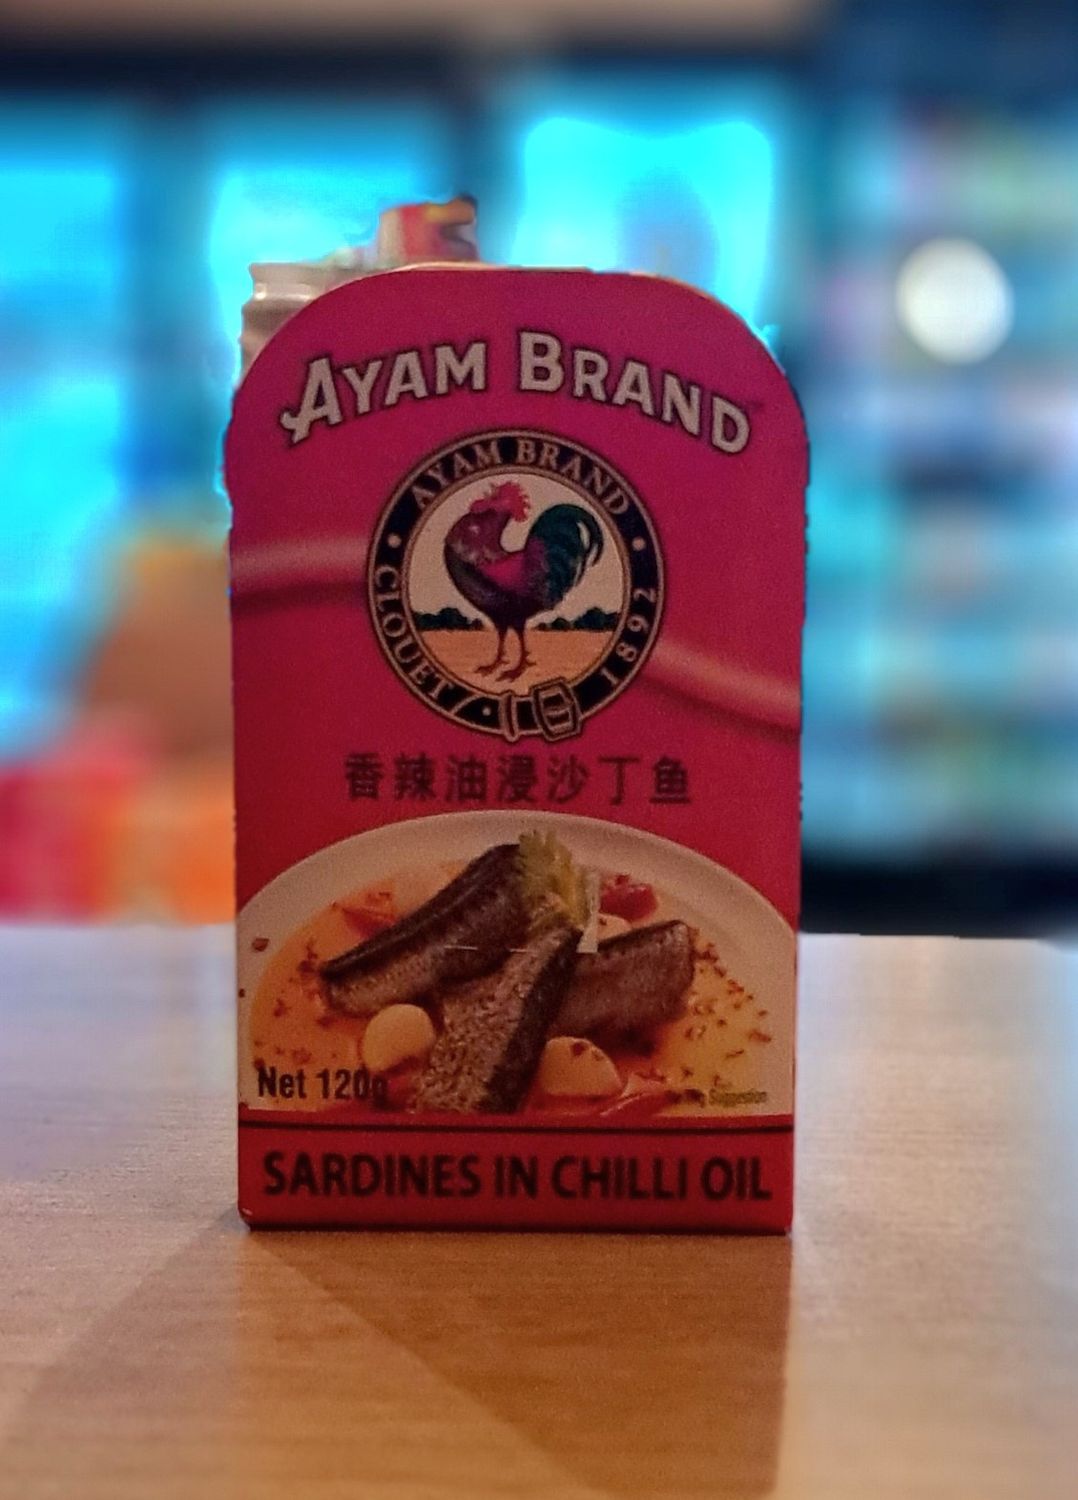 AYAM BRAND
AYAM BRAND
CLOUET
1892
香辣油浸沙丁鱼
Net 120g
Suggestion
SARDINES IN CHILLI OIL